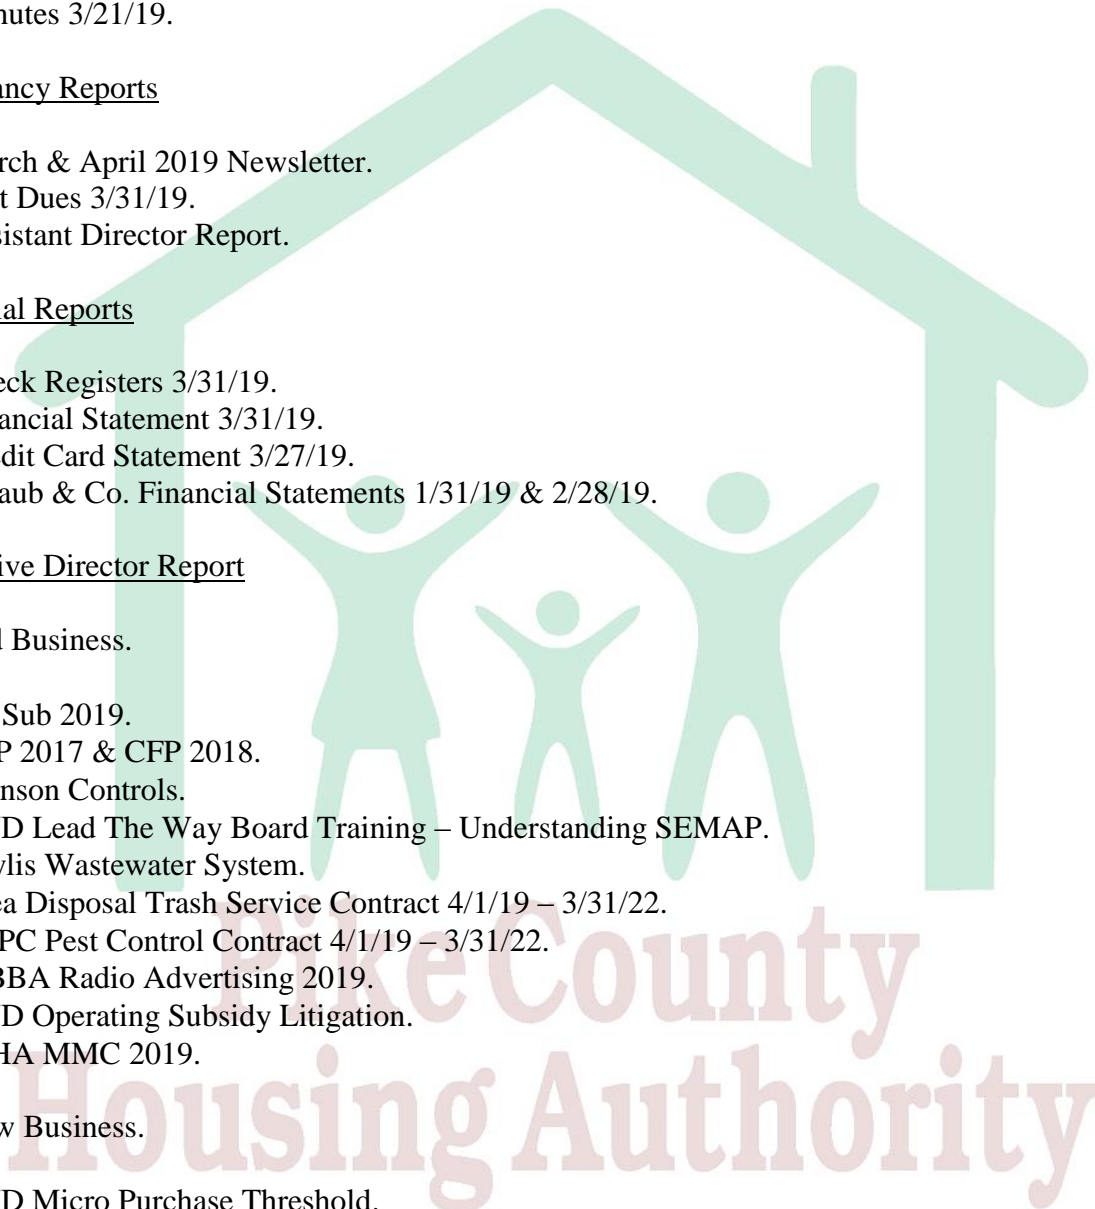 nutes 3/21/19.
ancy Reports
rch & April 2019 Newsletter.
t Dues 3/31/19.
sistant Director Report.
ial Reports
eck Registers 3/31/19.
ancial Statement 3/31/19.
edit Card Statement 3/27/19.
aub & Co. Financial Statements 1/31/19 & 2/28/19.
ive Director Report
d Business.
Sub 2019.
P 2017 & CFP 2018.
nson Controls.
D Lead The Way Board Training – Understanding SEMAP.
ylis Wastewater System.
ea Disposal Trash Service Contract 4/1/19 – 3/31/22.
PC Pest Control Contract 4/1/19 – 3/31/22.
BBA Radio Advertising 2019.
D Operating Subsidy Litigation.
HA MMC 2019.
w Business.
D Micro Purchase Threshold.
Pike County
Housing Authority